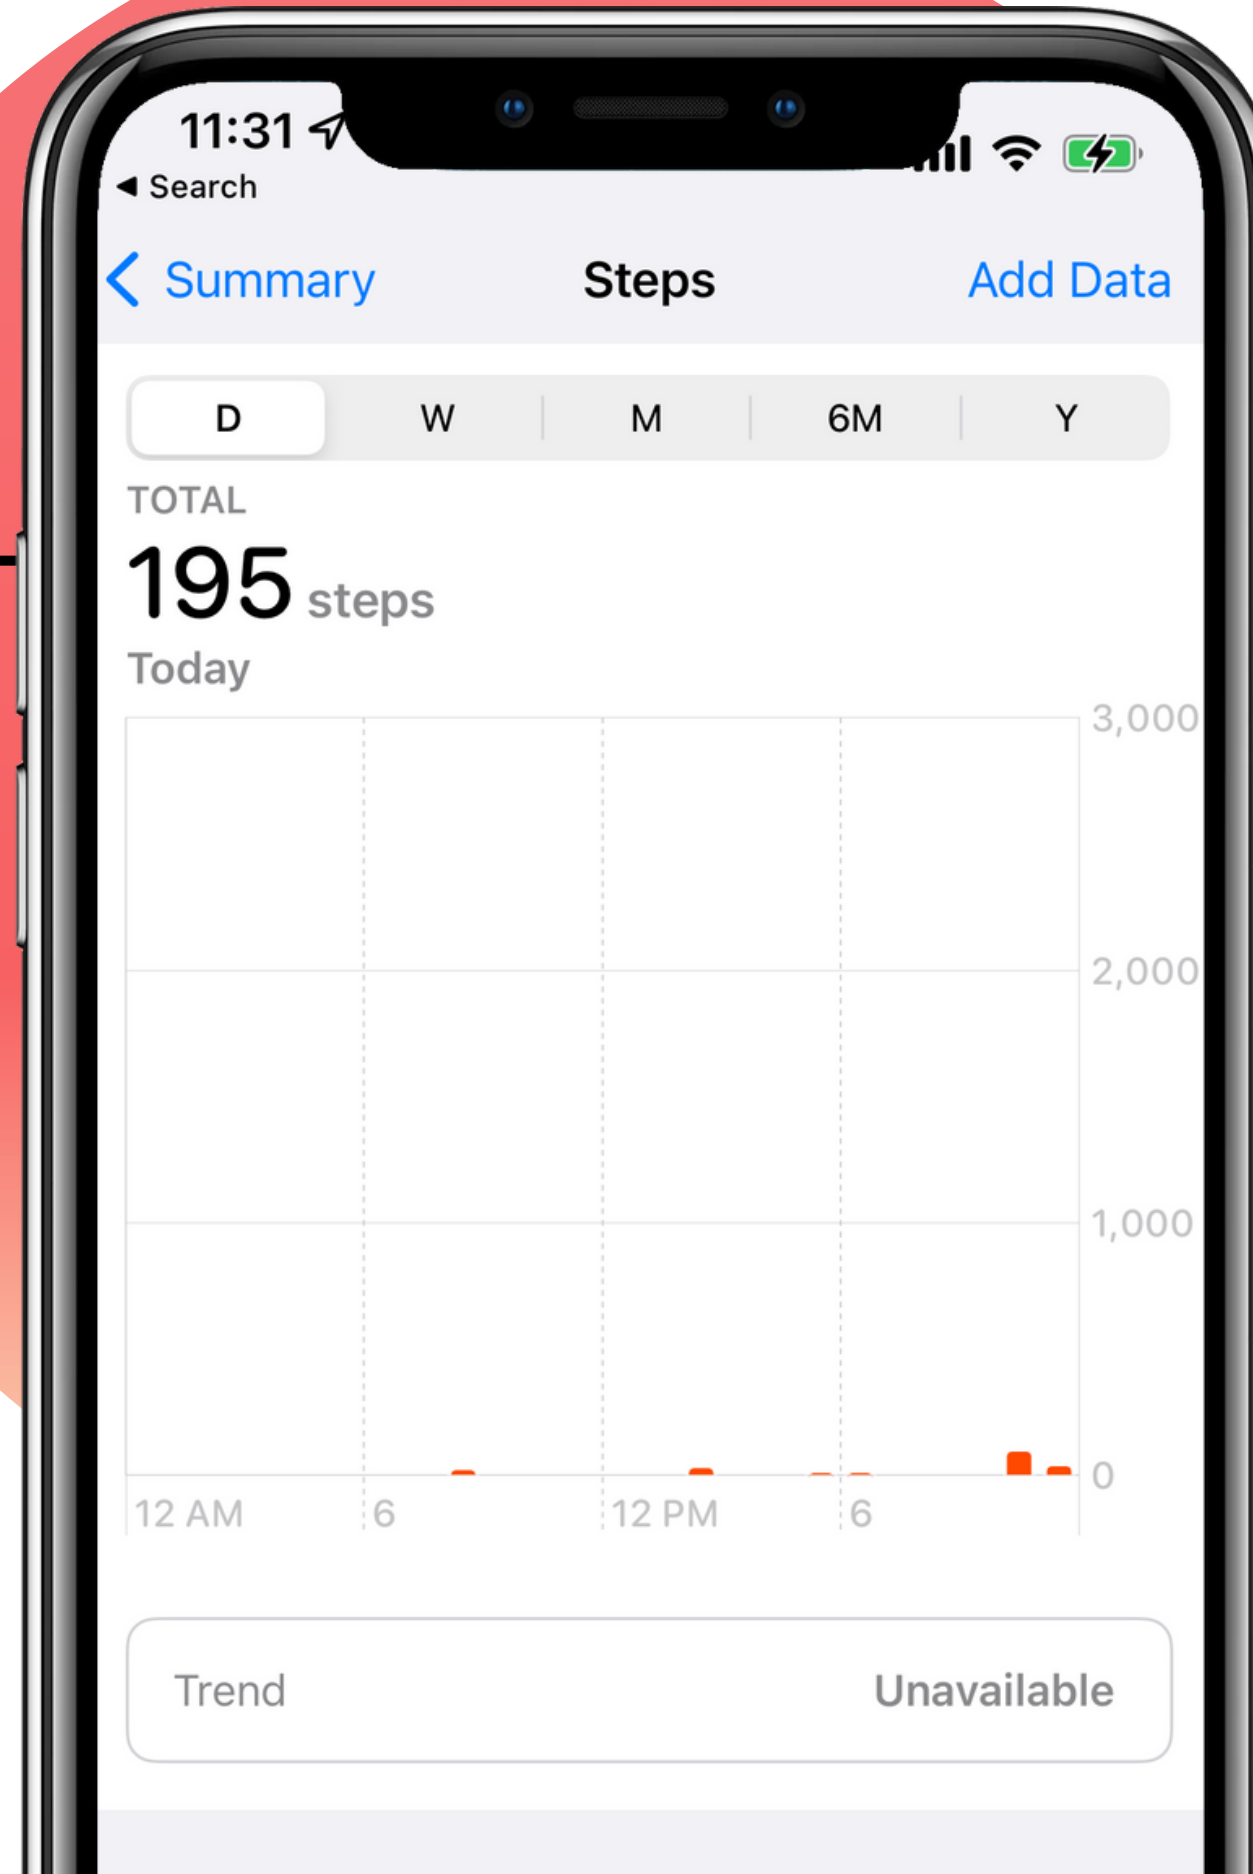 11:31
Search
Summary Steps Add Data
D W M 6M Y
TOTAL
195 steps
Today
3,000
2,000
1,000
0
12 AM 6 12 PM 6
Trend Unavailable